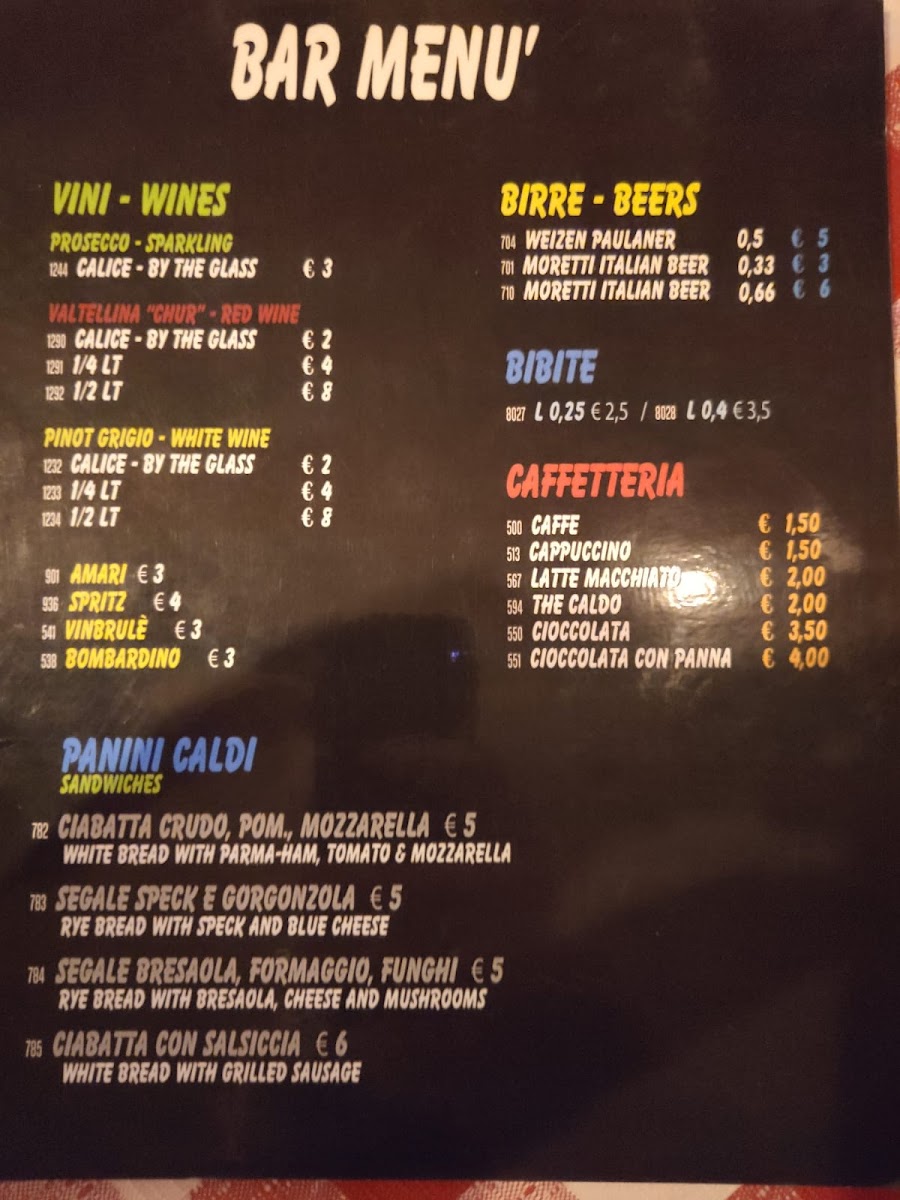 BAR MENU'
VINI - WINES
PROSECCO - SPARKLING
1244 CALICE - BY THE GLASS € 3
VALTELLINA "CHUR" - RED WINE
1290 CALICE - BY THE GLASS € 2
1291 1/4 LT € 4
1292 1/2 LT € 8
PINOT GRIGIO - WHITE WINE
1232 CALICE - BY THE GLASS € 2
1233 1/4 LT € 4
1234 1/2 LT € 8
901 AMARI € 3
936 SPRITZ € 4
541 VINBRULÈ € 3
538 BOMBARDINO € 3
BIRRE - BEERS
704 WEIZEN PAULANER 0,5 € 5
701 MORETTI ITALIAN BEER 0,33 € 3
710 MORETTI ITALIAN BEER 0,66 € 6
BIBITE
8027 L 0,25 € 2,5 / 8028 L 0,4 € 3,5
CAFFETTERIA
500 CAFFE € 1,50
513 CAPPUCCINO € 1,50
567 LATTE MACCHIATO € 2,00
594 THE CALDO € 2,00
550 CIOCCOLATA € 3,50
551 CIOCCOLATA CON PANNA € 4,00
PANINI CALDI
SANDWICHES
782 CIABATTA CRUDO, POM., MOZZARELLA € 5
WHITE BREAD WITH PARMA-HAM, TOMATO & MOZZARELLA
783 SEGALE SPECK E GORGONZOLA € 5
RYE BREAD WITH SPECK AND BLUE CHEESE
784 SEGALE BRESAOLA, FORMAGGIO, FUNGHI € 5
RYE BREAD WITH BRESAOLA, CHEESE AND MUSHROOMS
785 CIABATTA CON SALSICCIA € 6
WHITE BREAD WITH GRILLED SAUSAGE